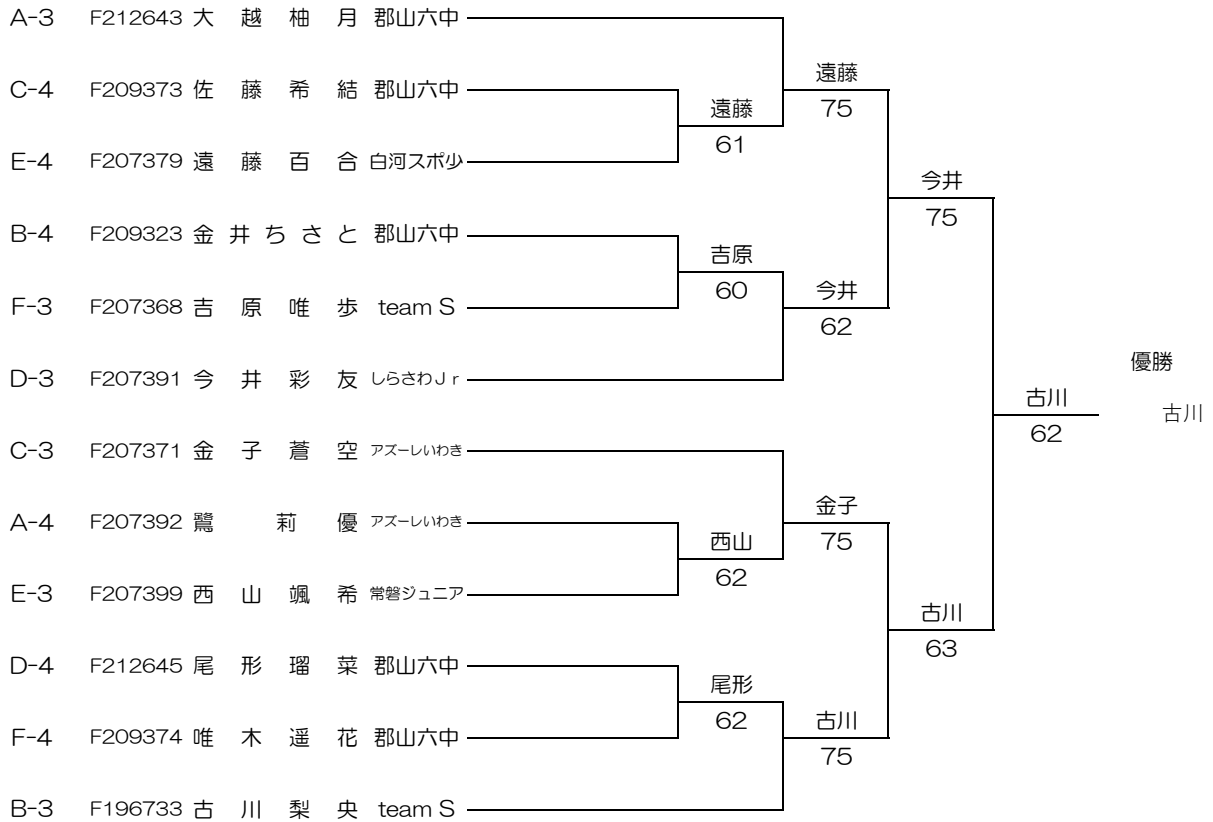 A-3 F212643 大越柚月 郡山六中
遠藤
C-4 F209373 佐藤希結 郡山六中
75
遠藤
61
E-4 F207379 遠藤百合 白河スポ少
今井
75
B-4 F209323 金井ちさと 郡山六中
吉原
60
F-3 F207368 吉原唯歩 team S
今井
62
優勝
D-3 F207391 今井彩友 しらさわJr
古川
古川
62
C-3 F207371 金子蒼空 アズーレいわき
金子
A-4 F207392 鷺莉優 アズーレいわき
75
西山
62
E-3 F207399 西山颯希 常磐ジュニア
古川
63
D-4 F212645 尾形瑠菜 郡山六中
尾形
62
古川
F-4 F209374 唯木遥花 郡山六中
75
B-3 F196733 古川梨央 team S